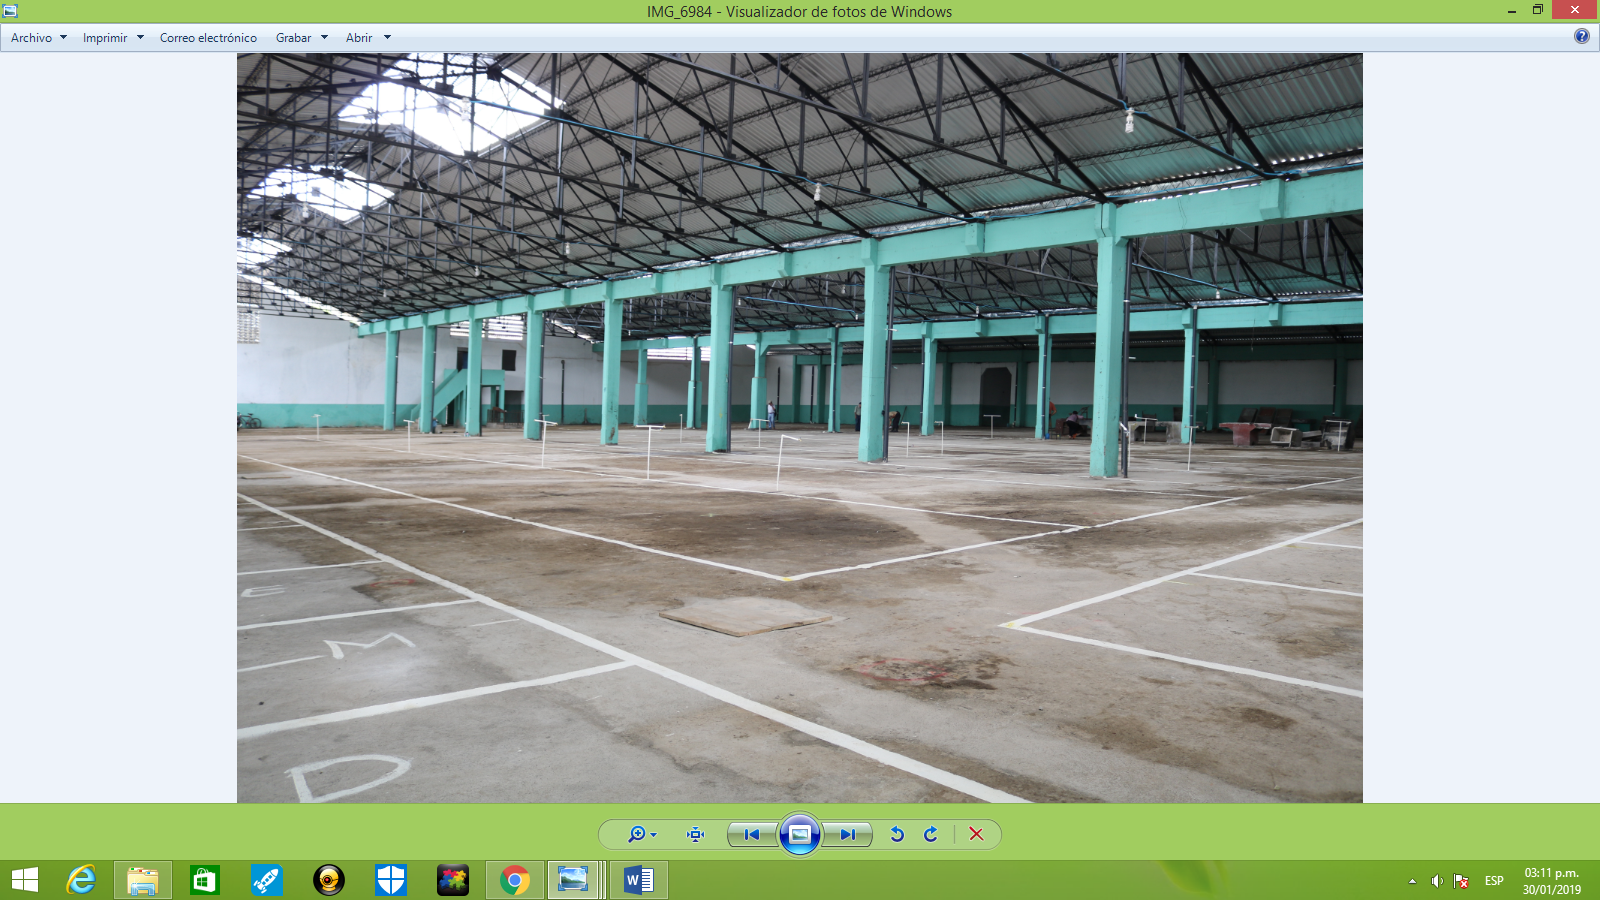 IMG_6984 - Visualizador de fotos de Windows
Archivo Imprimir Correo electrónico Grabar Abrir
E
M
D
ESP
03:11 p.m.
30/01/2019